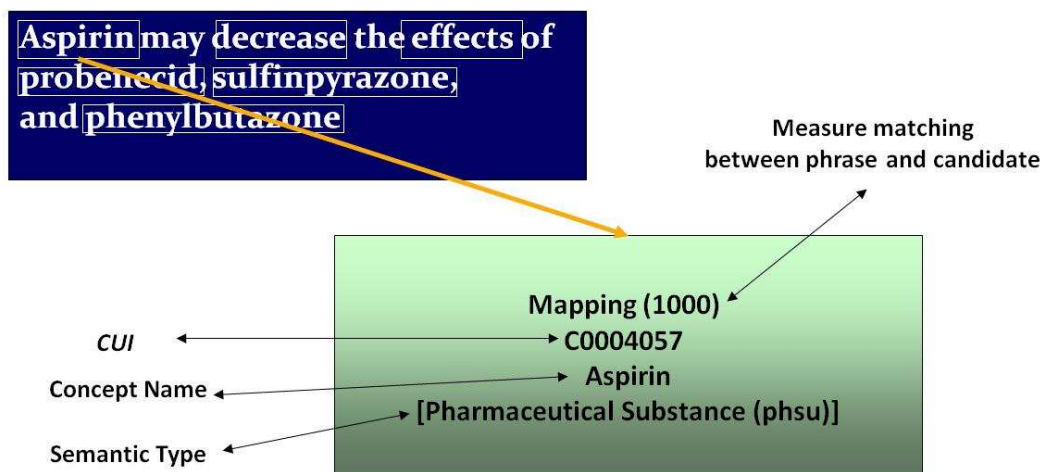 Aspirin may decrease the effects of
probenecid, sulfinpyrazone,
and phenylbutazone
Measure matching
between phrase and candidate
Mapping (1000)
CUI
C0004057
Concept Name
Aspirin
[Pharmaceutical Substance (phsu)]
Semantic Type